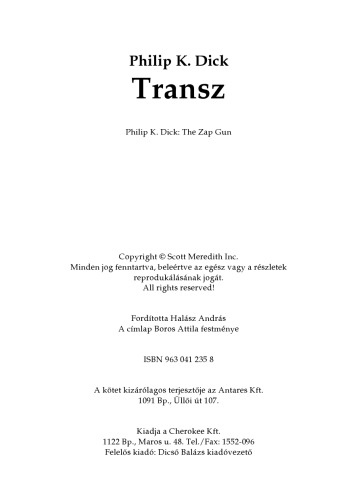 Philip K. Dick
Transz
Philip K. Dick: The Zap Gun
Copyright © Scott Meredith Inc.
Minden jog fenntartva, beleértve az egész vagy a részletek
reprodukálásának jogát.
All rights reserved!
Fordította Halász András
A címlap Boros Attila festménye
ISBN 963 041 235 8
A kötet kizárólagos terjesztője az Antares Kft.
1091 Bp., Üllői út 107.
Kiadja a Cherokee Kft.
1122 Bp., Maros u. 48. Tel./Fax: 1552-096
Felelős kiadó: Dicső Balázs kiadóvezető